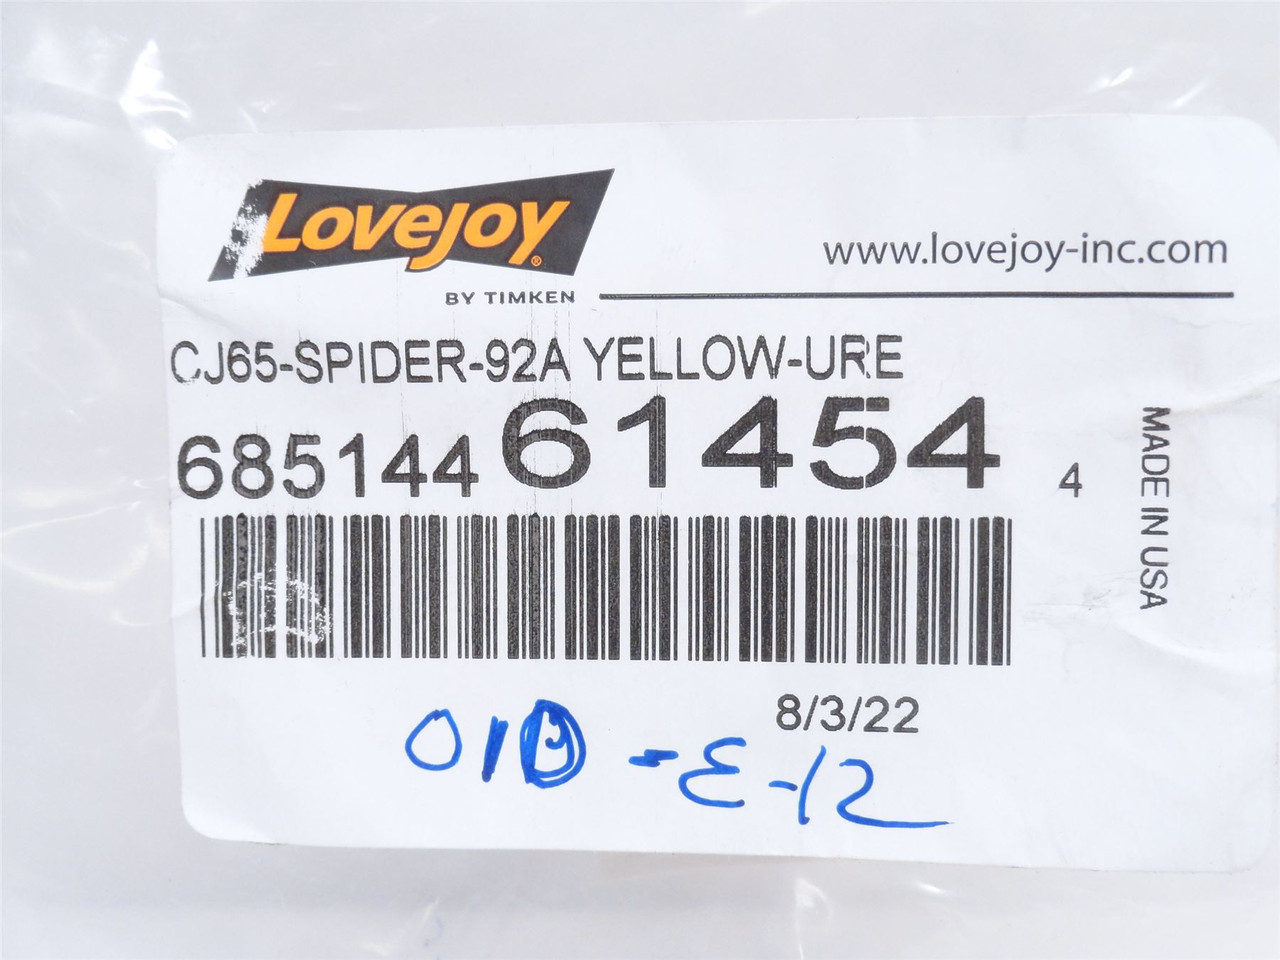 Lovejoy®
BY TIMKEN
www.lovejoy-inc.com
CJ65-SPIDER-92A YELLOW-URE
685144 61454 4
MADE IN USA
8/3/22
-E-12